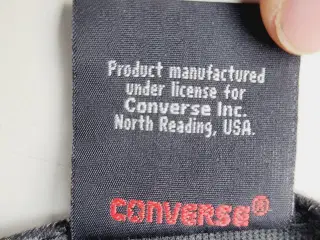 Product manufactured
under license for
Converse Inc.
North Reading, USA.
CONVERSE®